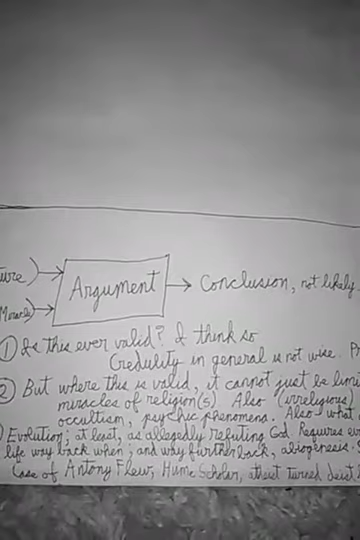 Argument
Conclusion, not likely
① Is this ever valid? I think so
Credulity in general is not wise.
② But where this is valid, it cannot just be
miracles of religion(s). Also (irreligious)
occultism, psychic phenomena. Also what
Evolution; at least, as allegedly refuting God. Requires
life way back when; and way further back, abiogenesis.
Case of Antony Flew, Hume Scholar, atheist turned deist